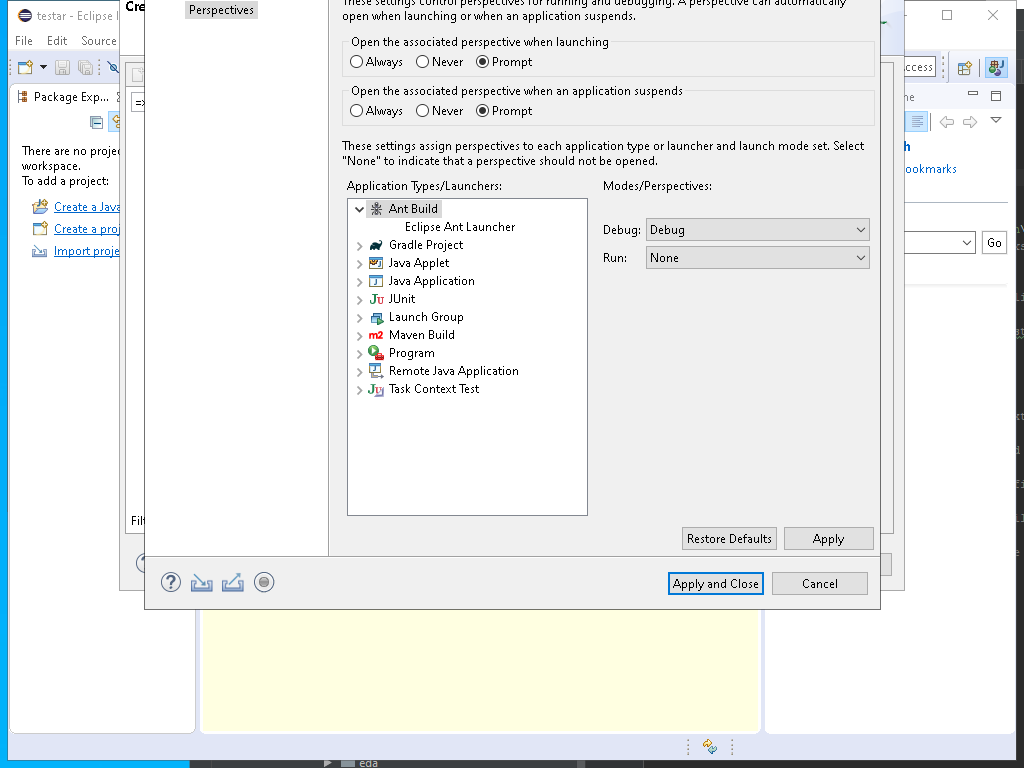 testar - Eclipse
Cre
Perspectives
These settings control perspectives for running and debugging. A perspective can automatically
open when launching or when an application suspends.
File Edit Source
Open the associated perspective when launching
Always Never Prompt
ccess
Package Exp...
ne
Open the associated perspective when an application suspends
Always Never Prompt
=>
There are no proje
workspace.
To add a project:
These settings assign perspectives to each application type or launcher and launch mode set. Select
"None" to indicate that a perspective should not be opened.
h
ookmarks
Application Types/Launchers:
Modes/Perspectives:
Create a Java
Create a proj
Import proje
Ant Build
Eclipse Ant Launcher
Gradle Project
Java Applet
Java Application
JUnit
Launch Group
Maven Build
Program
Remote Java Application
Task Context Test
Debug: Debug
Run: None
Go
Filt
Restore Defaults Apply
Apply and Close Cancel
eda